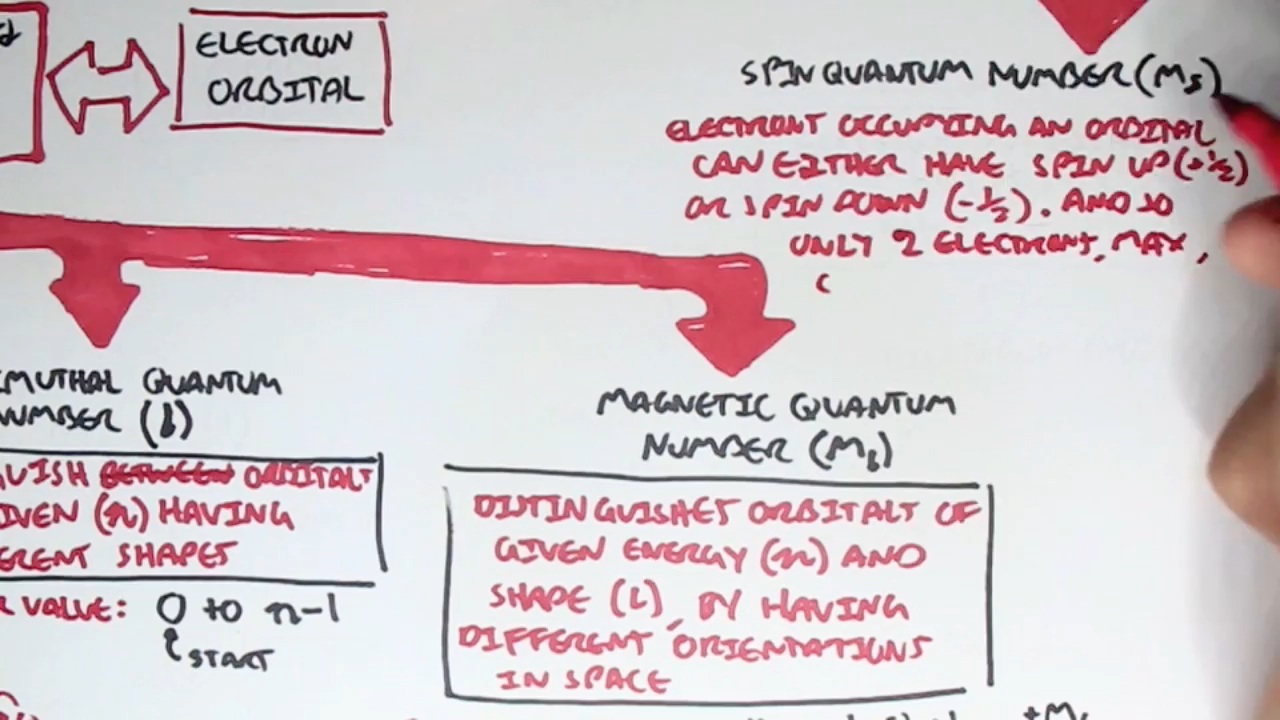 ELECTRON
ORBITAL
SPIN QUANTUM NUMBER (Ms)
ELECTRONS OCCUPYING AN ORBITAL
CAN EITHER HAVE SPIN UP (+½)
OR SPIN DOWN (-½). AND SO
ONLY 2 ELECTRONS, MAX,
C
IMUTHAL QUANTUM
NUMBER (l)
GUISH BETWEEN ORBITALS
GIVEN (n) HAVING
ERENT SHAPES
R VALUE: 0 to n-1
START
MAGNETIC QUANTUM
NUMBER (Ml)
DISTINGUISHES ORBITALS OF
GIVEN ENERGY (n) AND
SHAPE (L), BY HAVING
DIFFERENT ORIENTATIONS
IN SPACE